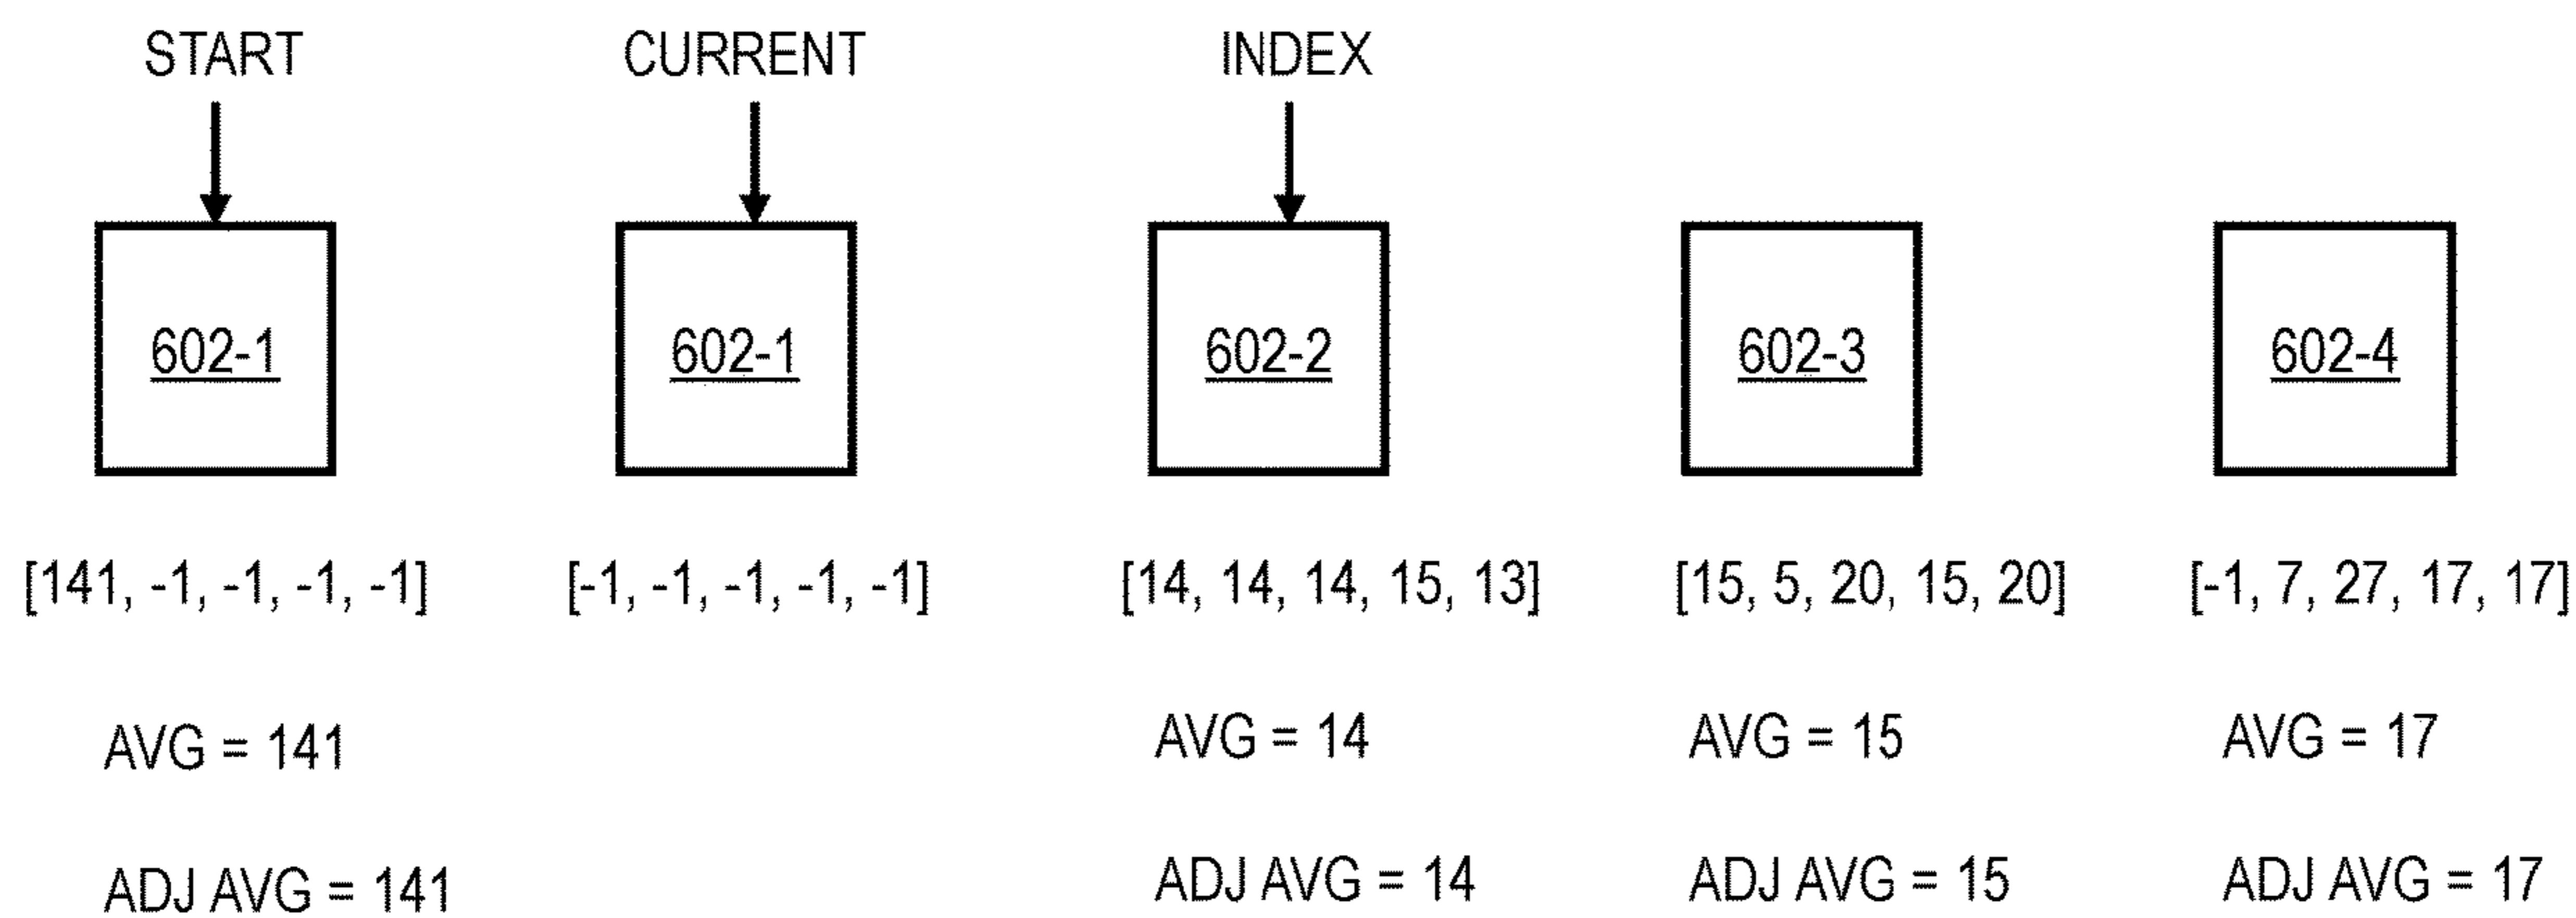 START CURRENT INDEX
602-1 602-1 602-2 602-3 602-4
[141, -1, -1, -1, -1] [-1, -1, -1, -1, -1] [14, 14, 14, 15, 13] [15, 5, 20, 15, 20] [-1, 7, 27, 17, 17]
AVG = 141 AVG = 14 AVG = 15 AVG = 17
ADJ AVG = 141 ADJ AVG = 14 ADJ AVG = 15 ADJ AVG = 17